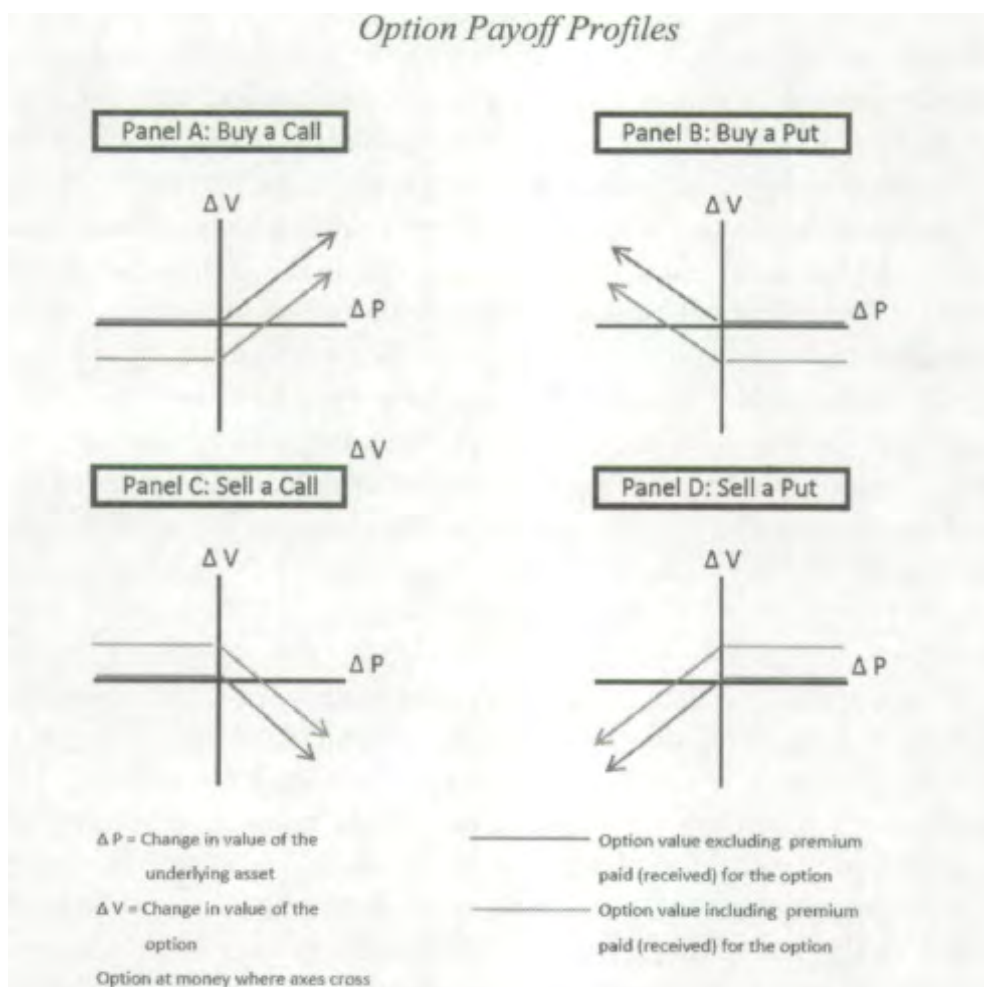 Option Payoff Profiles
Panel A: Buy a Call
Panel B: Buy a Put
Δ V
Δ V
Δ P
Δ P
Δ V
Panel C: Sell a Call
Panel D: Sell a Put
Δ V
Δ V
Δ P
Δ P
Δ P = Change in value of the
underlying asset
Δ V = Change in value of the
option
Option at money where axes cross
Option value excluding premium
paid (received) for the option
Option value including premium
paid (received) for the option